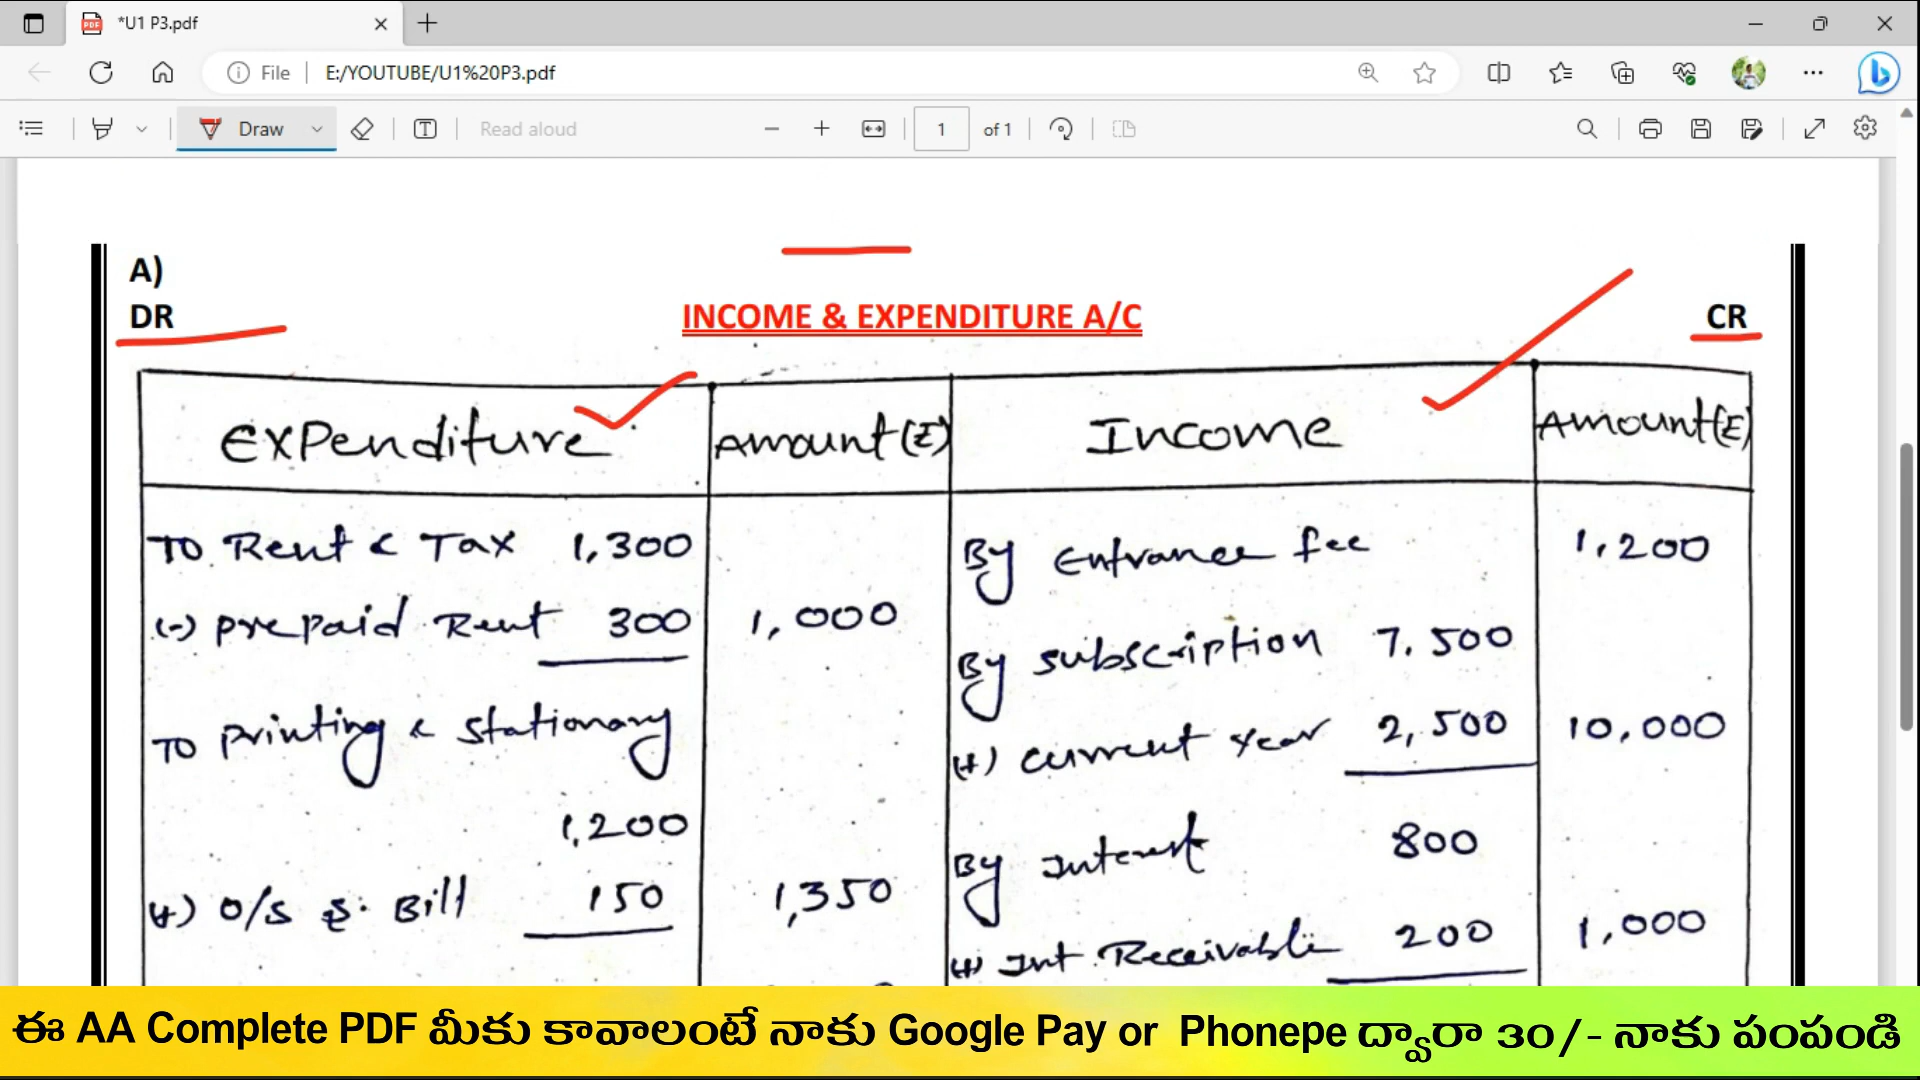 *U1 P3.pdf
File
E:/YOUTUBE/U1%20P3.pdf
Draw
Read aloud
1 of 1
A)
DR
INCOME & EXPENDITURE A/C
CR
Expenditure Amount(₹) Income Amount(₹)
To Rent & Tax 1,300
(-) prepaid Rent 300 1,000
To printing & stationary
1,200
(+) o/s s. Bill 150 1,350
By Entrance fee 1,200
By subscription 7,500
(+) current year 2,500 10,000
By Interest 800
(+) Int. Receivable 200 1,000
ఈ AA Complete PDF మీకు కావాలంటే నాకు Google Pay or Phonepe ద్వారా 30/- నాకు పంపండి